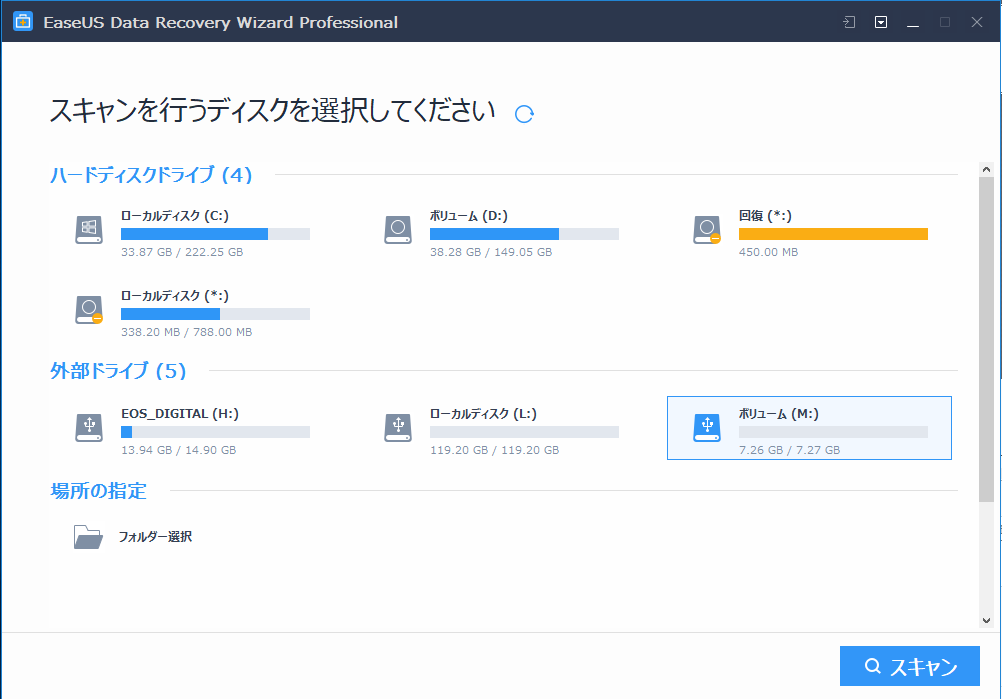 EaseUS Data Recovery Wizard Professional
スキャンを行うディスクを選択してください
ハードディスクドライブ (4)
ローカルディスク (C:)
33.87 GB / 222.25 GB
ボリューム (D:)
38.28 GB / 149.05 GB
回復 (*:)
450.00 MB
ローカルディスク (*:)
338.20 MB / 788.00 MB
外部ドライブ (5)
EOS_DIGITAL (H:)
13.94 GB / 14.90 GB
ローカルディスク (L:)
119.20 GB / 119.20 GB
ボリューム (M:)
7.26 GB / 7.27 GB
場所の指定
フォルダー選択
スキャン